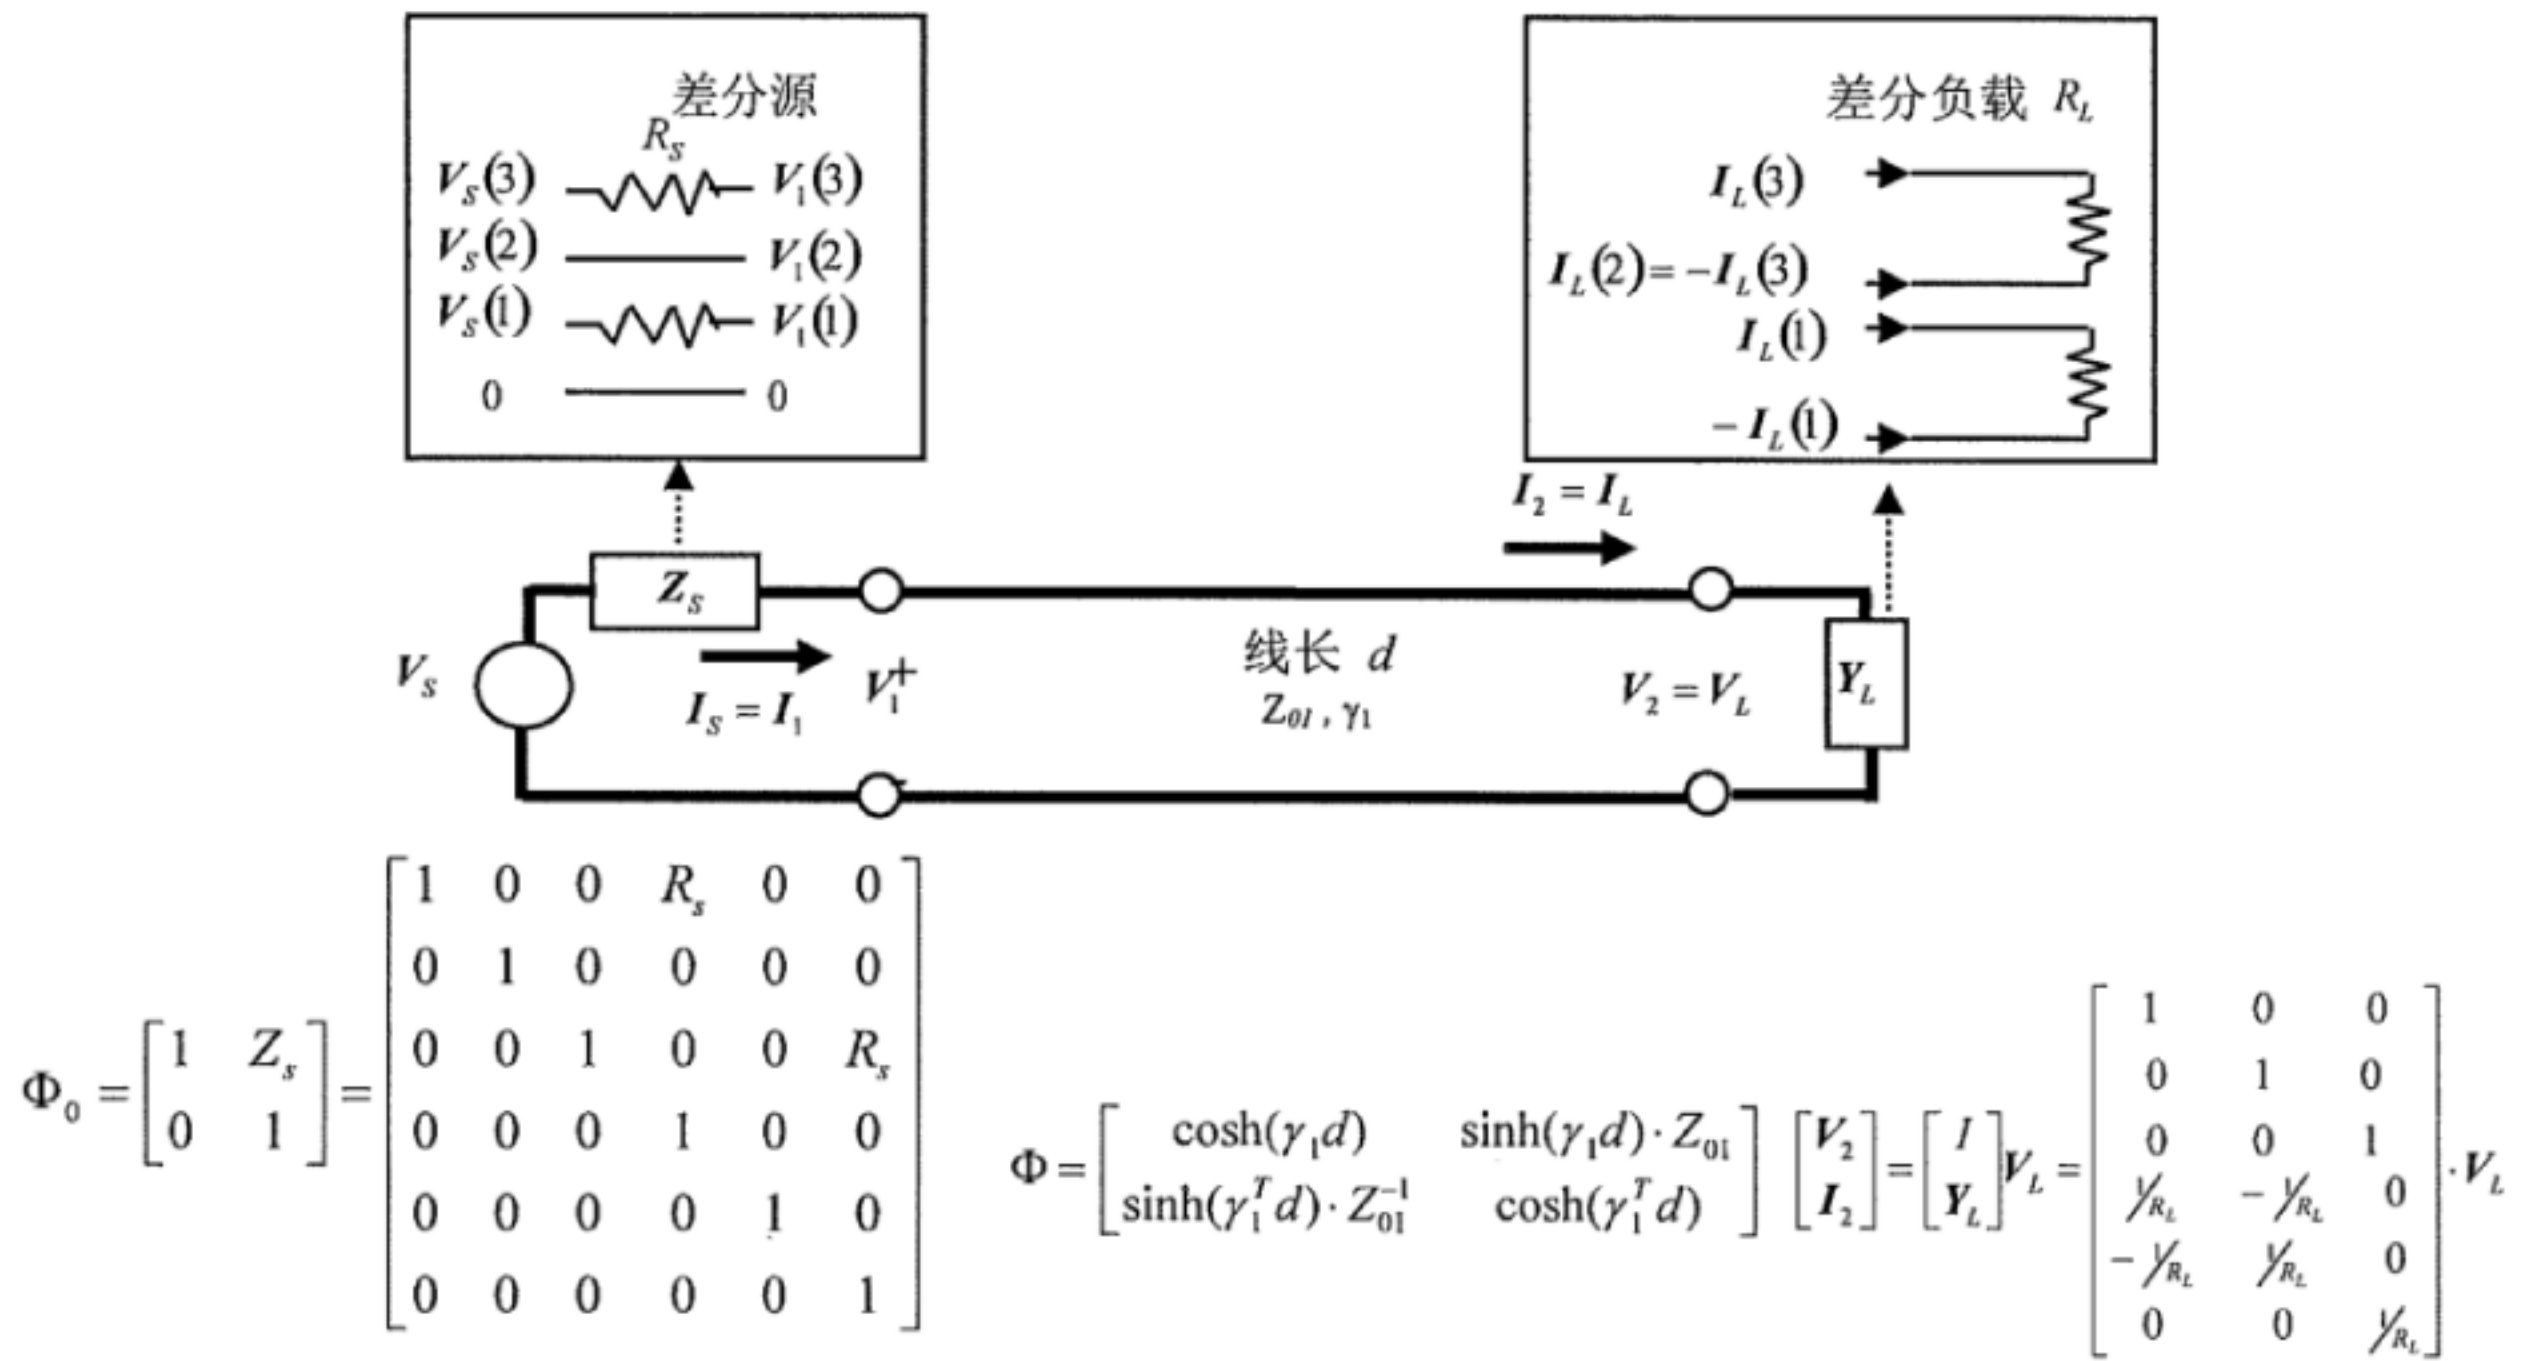 差分源
R_s
V_s(3) V_1(3)
V_s(2) V_1(2)
V_s(1) V_1(1)
0 0
差分负载 R_L
I_L(3)
I_L(2)= −I_L(3)
I_L(1)
− I_L(1)
I_2 = I_L
Z_s
V_s
I_S = I_1
V_1^+
线长 d
Z_01 , γ_1
V_2 = V_L
Y_L
Φ_0 = [1 Z_s; 0 1] = [1 0 0 R_s 0 0; 0 1 0 0 0 0; 0 0 1 0 0 R_s; 0 0 0 1 0 0; 0 0 0 0 1 0; 0 0 0 0 0 1]
Φ = [cosh(γ_1 d) sinh(γ_1 d)·Z_01; sinh(γ_1^T d)·Z_01^−1 cosh(γ_1^T d)]
[V_2; I_2] = [I; Y_L] V_L = [1 0 0; 0 1 0; 0 0 1; 1/R_L −1/R_L 0; −1/R_L 1/R_L 0; 0 0 1/R_L] · V_L